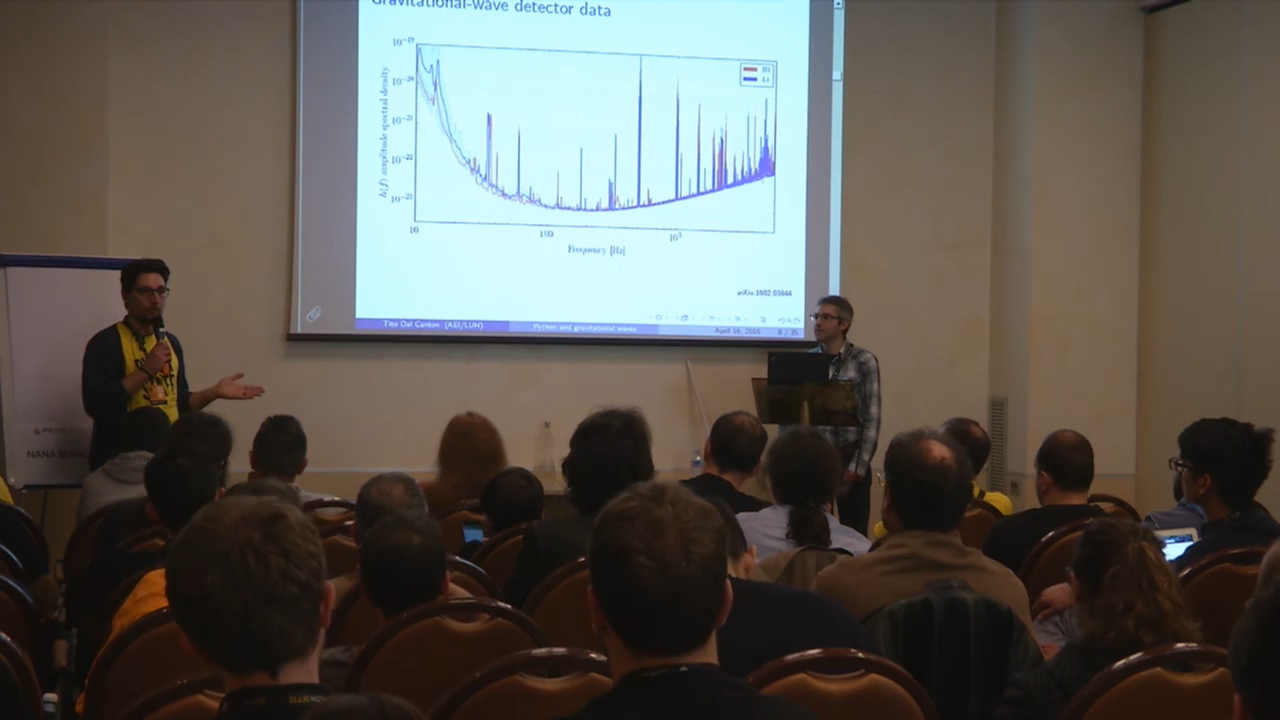 Gravitational-wave detector data
10⁻¹⁹
10⁻²⁰
10⁻²¹
10⁻²²
10⁻²³
h(f) amplitude spectral density
H1
L1
10
100
10³
Frequency [Hz]
arXiv:1602.03844
Tito Dal Canton (AEI/LUH)
Python and gravitational waves
April 16, 2016
6 / 35